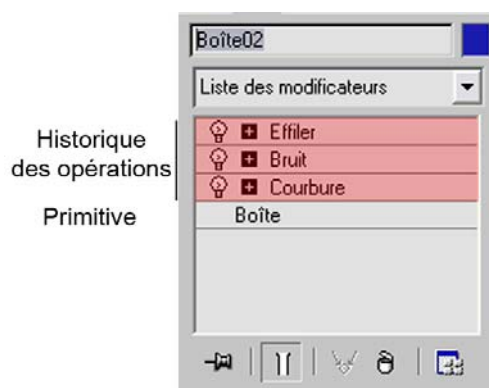 Boîte02
Liste des modificateurs
Historique
des opérations
Effiler
Bruit
Courbure
Primitive
Boîte